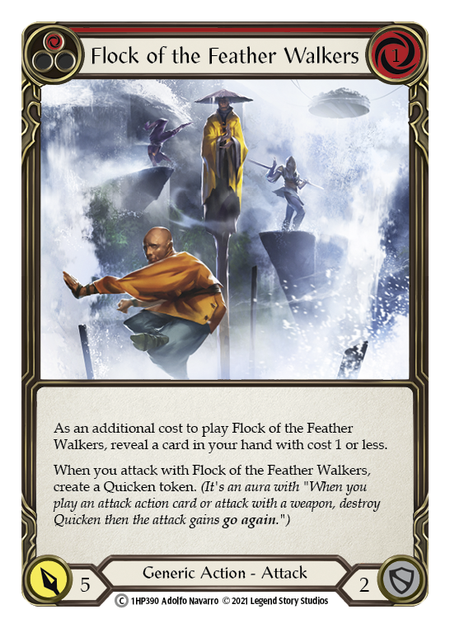 Flock of the Feather Walkers
1
As an additional cost to play Flock of the Feather
Walkers, reveal a card in your hand with cost 1 or less.
When you attack with Flock of the Feather Walkers,
create a Quicken token. (It's an aura with "When you
play an attack action card or attack with a weapon, destroy
Quicken then the attack gains go again.")
5
Generic Action - Attack
2
C 1HP390 Adolfo Navarro © 2021 Legend Story Studios